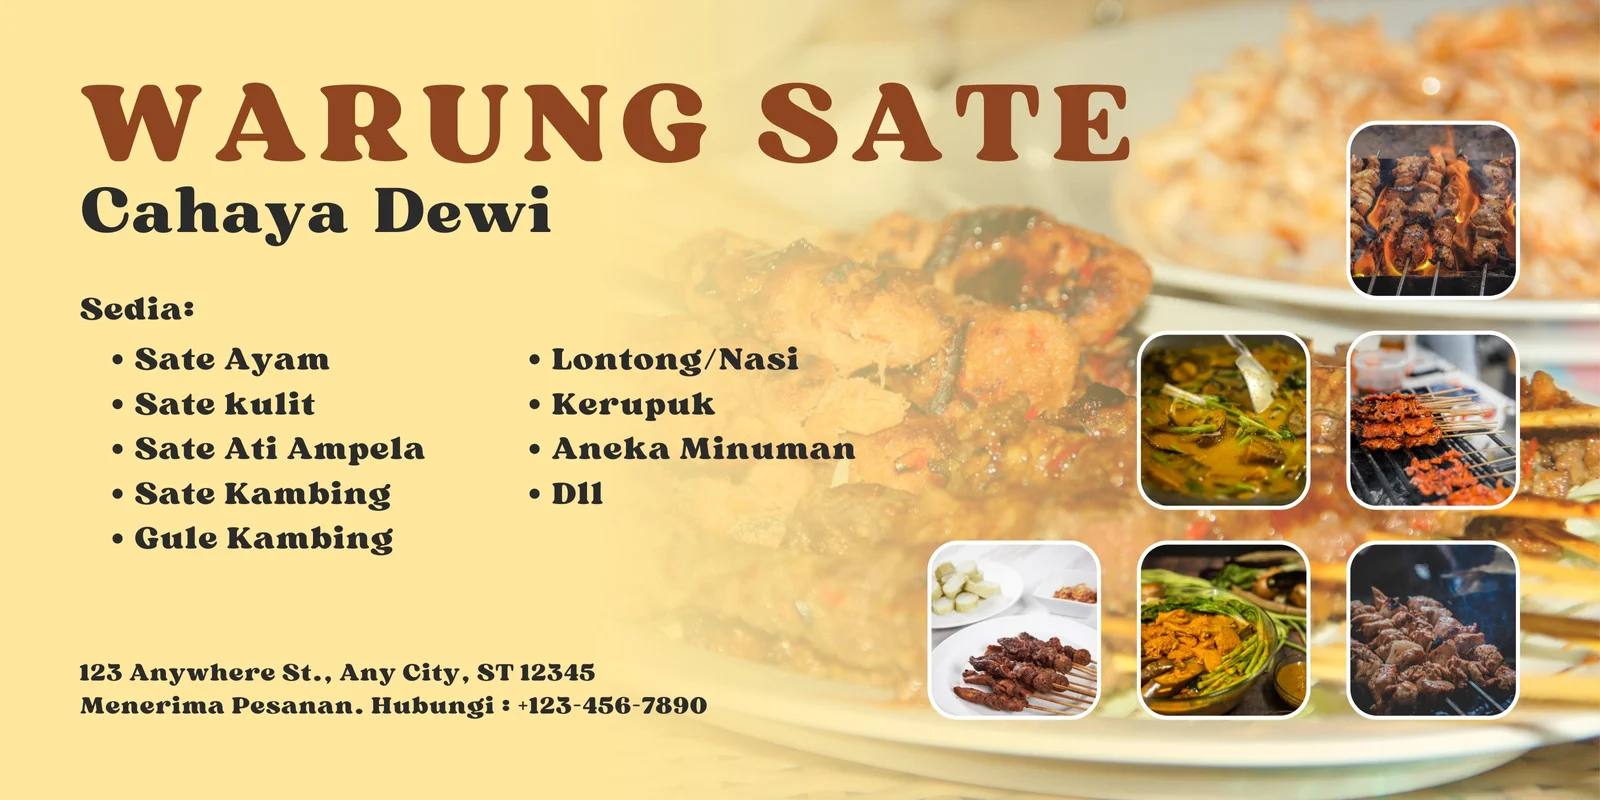 WARUNG SATE
Cahaya Dewi
Sedia:
• Sate Ayam
• Sate kulit
• Sate Ati Ampela
• Sate Kambing
• Gule Kambing
• Lontong/Nasi
• Kerupuk
• Aneka Minuman
• Dll
123 Anywhere St., Any City, ST 12345
Menerima Pesanan. Hubungi : +123-456-7890